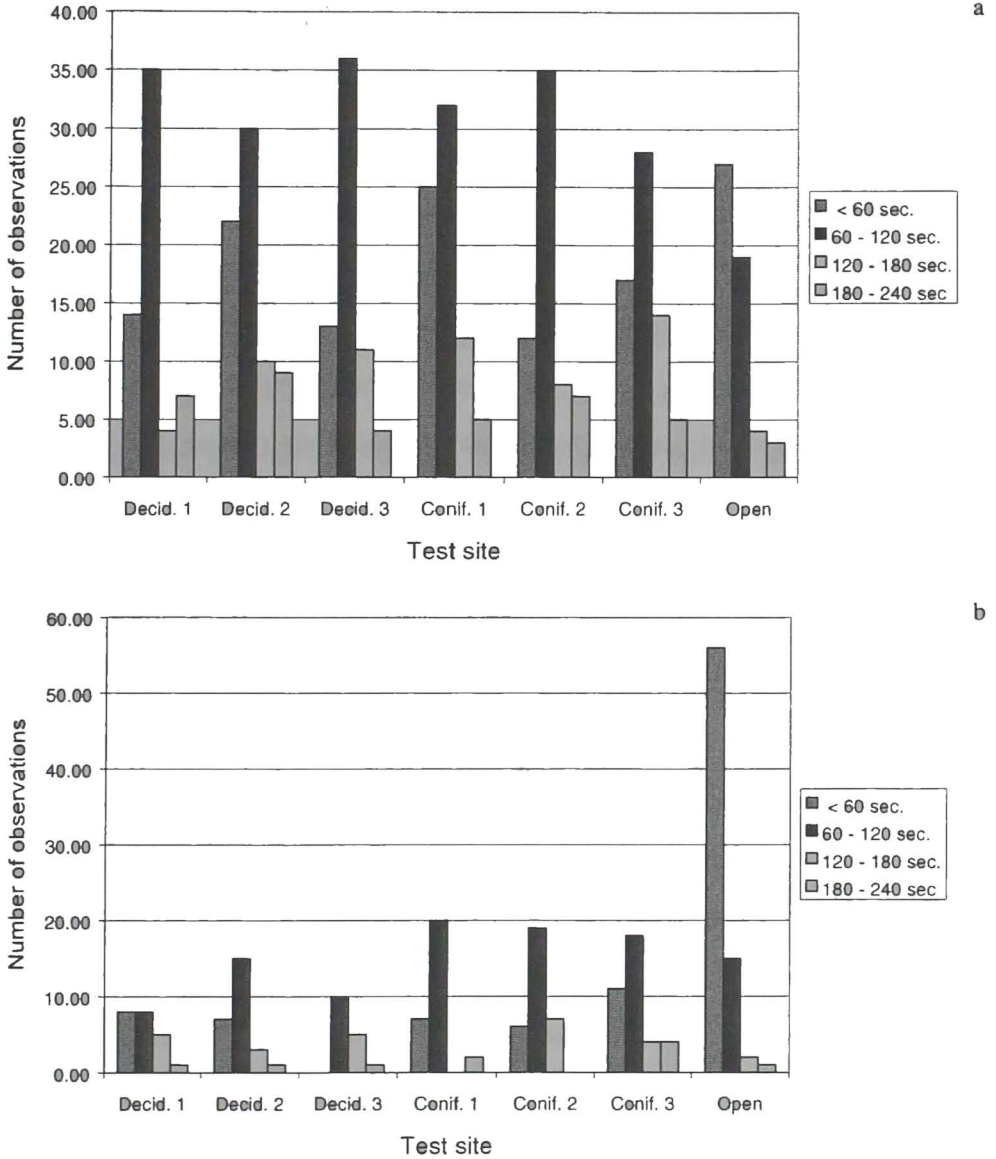 a
40.00
35.00
30.00
25.00
20.00
15.00
10.00
5.00
0.00
Number of observations
Decid. 1 Decid. 2 Decid. 3 Conif. 1 Conif. 2 Conif. 3 Open
Test site
< 60 sec.
60 - 120 sec.
120 - 180 sec.
180 - 240 sec
b
60.00
50.00
40.00
30.00
20.00
10.00
0.00
Number of observations
Decid. 1 Decid. 2 Decid. 3 Conif. 1 Conif. 2 Conif. 3 Open
Test site
< 60 sec.
60 - 120 sec.
120 - 180 sec.
180 - 240 sec